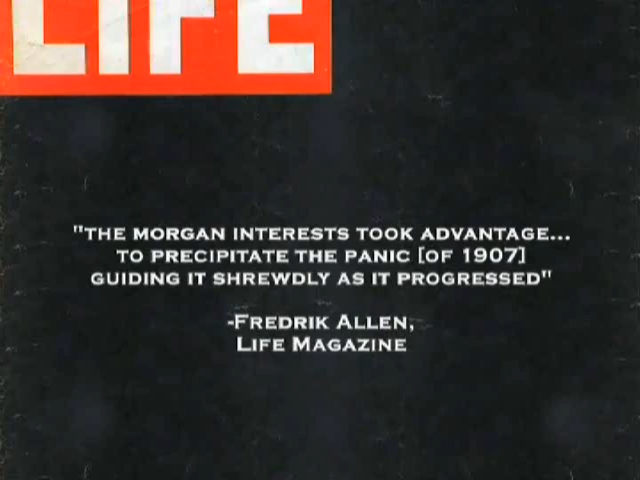 LIFE
"THE MORGAN INTERESTS TOOK ADVANTAGE...
TO PRECIPITATE THE PANIC [OF 1907]
GUIDING IT SHREWDLY AS IT PROGRESSED"
-FREDRIK ALLEN,
LIFE MAGAZINE